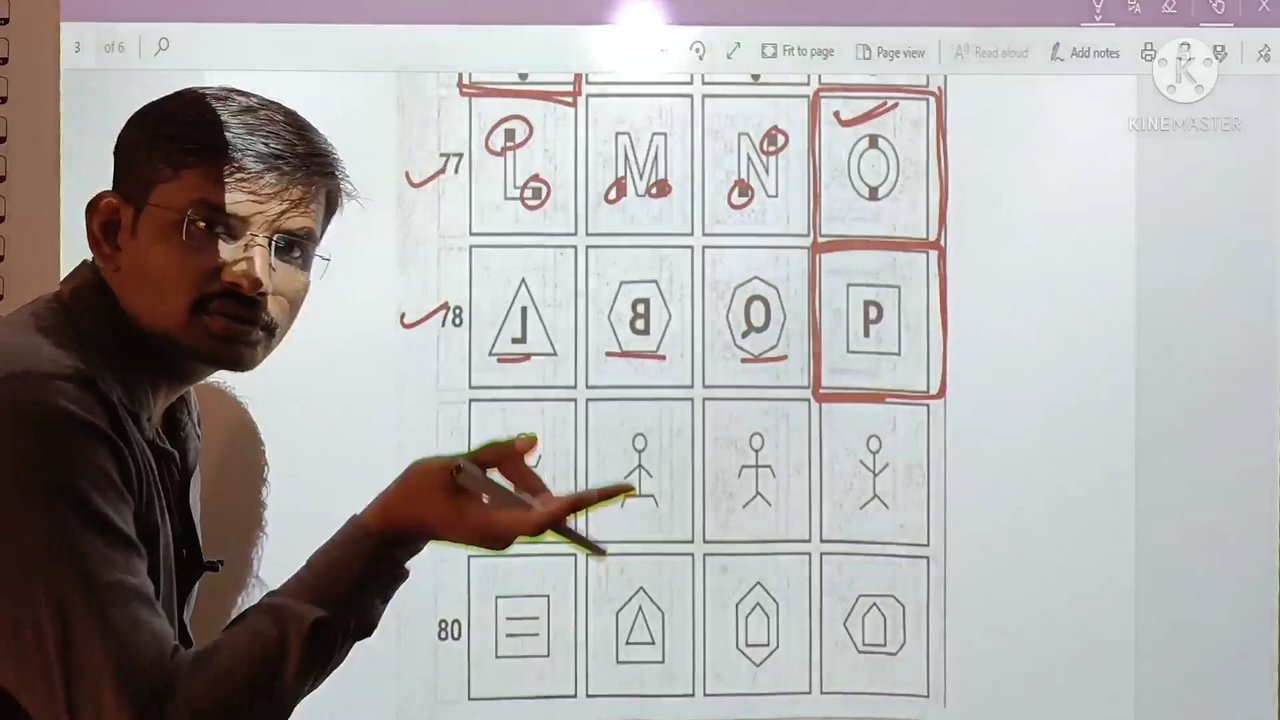 3 of 6 Fit to page Page view Read aloud Add notes
K
KINEMASTER
77 L M N O
78 P
80